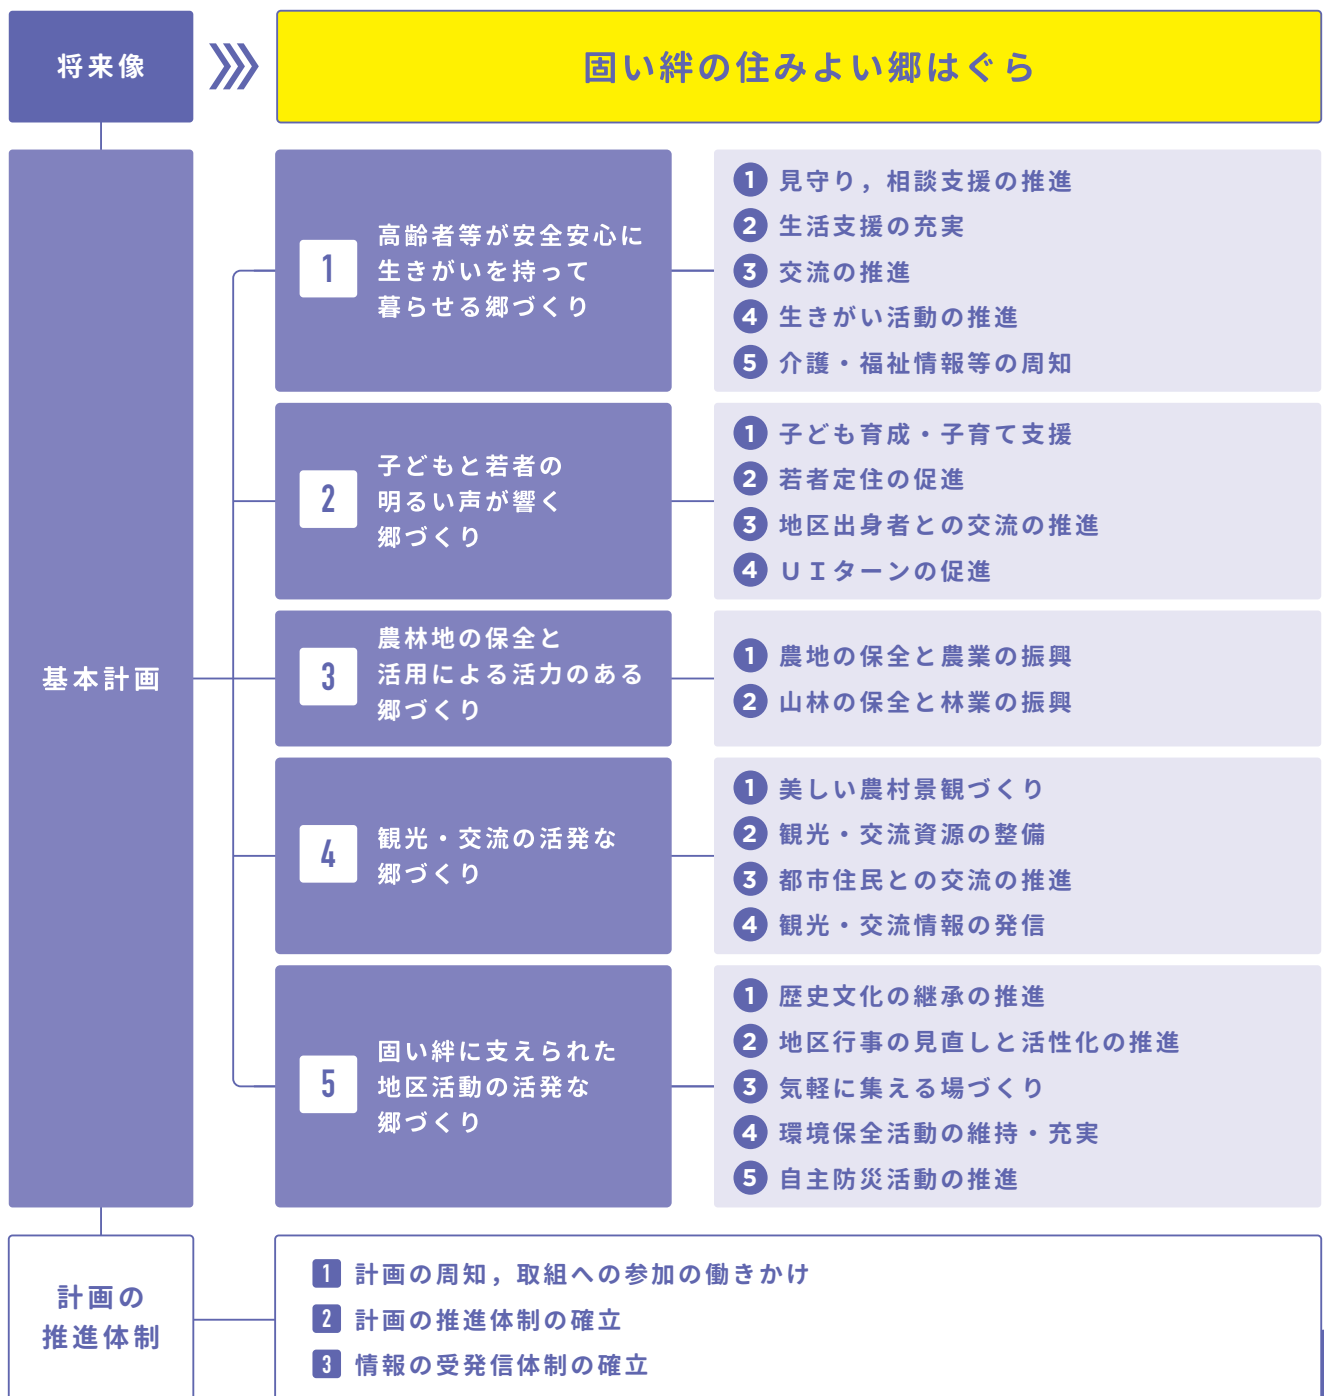 将来像
固い絆の住みよい郷はぐら
基本計画
1
高齢者等が安全安心に
生きがいを持って
暮らせる郷づくり
1 見守り，相談支援の推進
2 生活支援の充実
3 交流の推進
4 生きがい活動の推進
5 介護・福祉情報等の周知
2
子どもと若者の
明るい声が響く
郷づくり
1 子ども育成・子育て支援
2 若者定住の促進
3 地区出身者との交流の推進
4 ＵＩターンの促進
3
農林地の保全と
活用による活力のある
郷づくり
1 農地の保全と農業の振興
2 山林の保全と林業の振興
4
観光・交流の活発な
郷づくり
1 美しい農村景観づくり
2 観光・交流資源の整備
3 都市住民との交流の推進
4 観光・交流情報の発信
5
固い絆に支えられた
地区活動の活発な
郷づくり
1 歴史文化の継承の推進
2 地区行事の見直しと活性化の推進
3 気軽に集える場づくり
4 環境保全活動の維持・充実
5 自主防災活動の推進
計画の
推進体制
1 計画の周知，取組への参加の働きかけ
2 計画の推進体制の確立
3 情報の受発信体制の確立